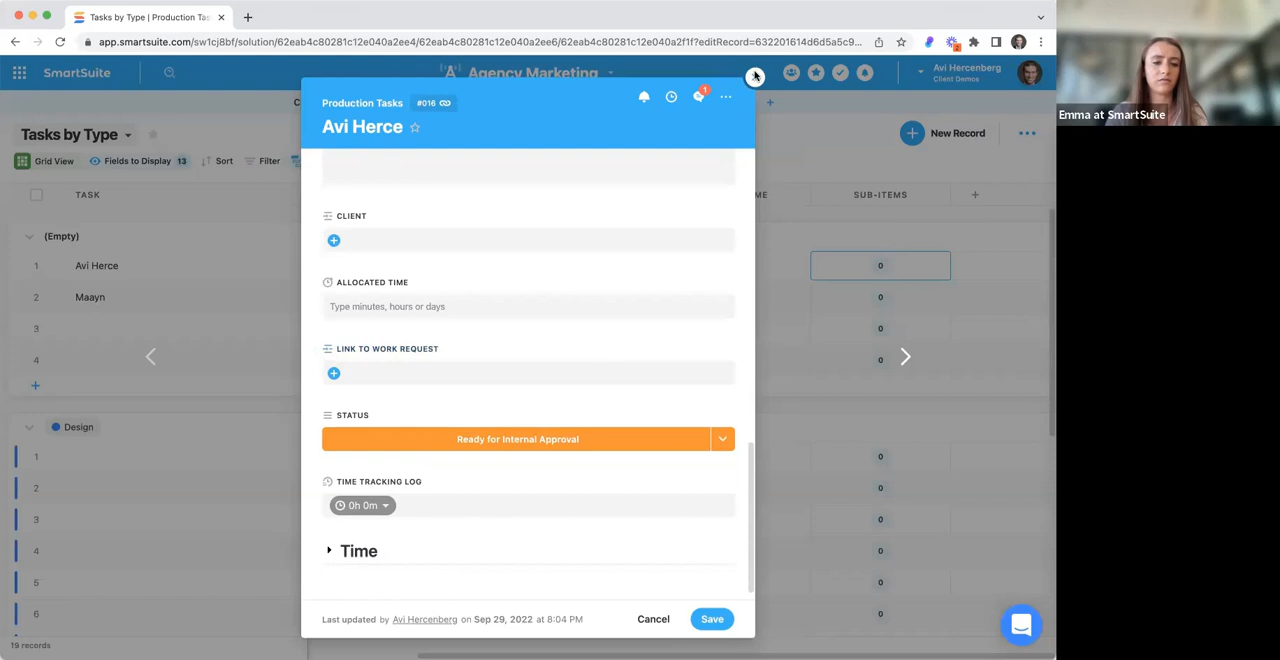 Tasks by Type | Production Tas
app.smartsuite.com/sw1cj8bf/solution/62eab4c80281c12e040a2ee4/62eab4c80281c12e040a2ee6/62eab4c80281c12e040a2f1f?editRecord=632201614d6d5a5c9...
2
SmartSuite
Agency Marketing
Avi Hercenberg
Client Demos
Emma at SmartSuite
Production Tasks
#016
1
Avi Herce
Tasks by Type
New Record
Grid View
Fields to Display 13
Sort
Filter
TASK
ME
SUB-ITEMS
(Empty)
1 Avi Herce 0
2 Maayn 0
3 0
4 0
CLIENT
ALLOCATED TIME
Type minutes, hours or days
LINK TO WORK REQUEST
STATUS
Ready for Internal Approval
TIME TRACKING LOG
0h 0m
Time
Design
1 0
2 0
3 0
4 0
5 0
6 0
Last updated by Avi Hercenberg on Sep 29, 2022 at 8:04 PM
Cancel
Save
19 records